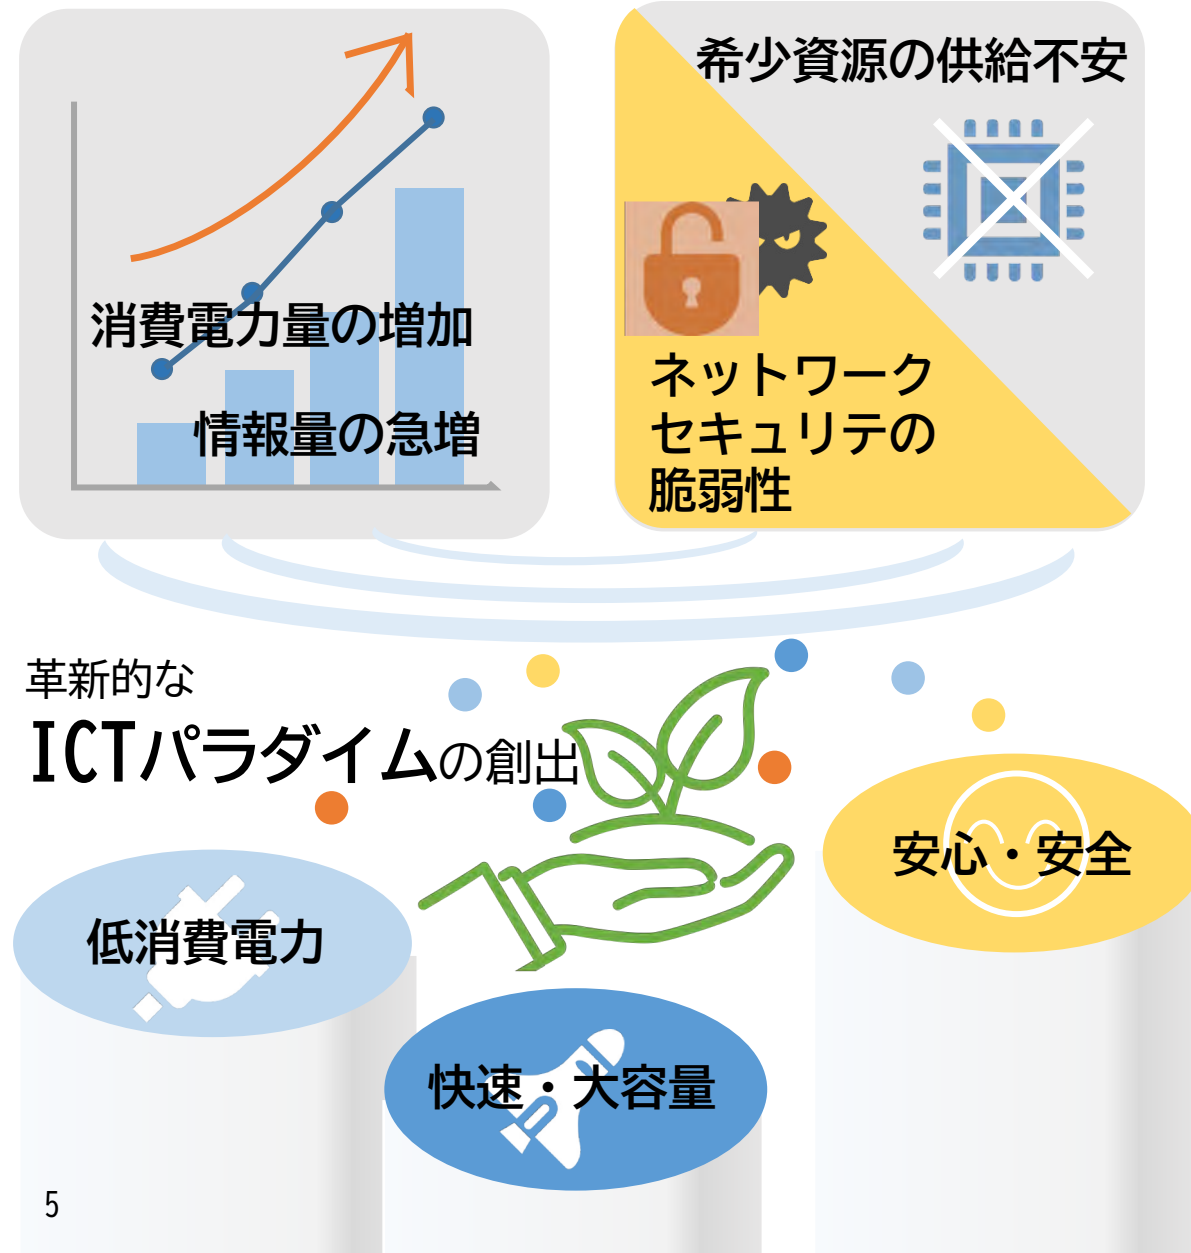 消費電力量の増加
情報量の急増
希少資源の供給不安
ネットワーク
セキュリテの
脆弱性
革新的な
ICTパラダイムの創出
安心・安全
低消費電力
快速・大容量
5